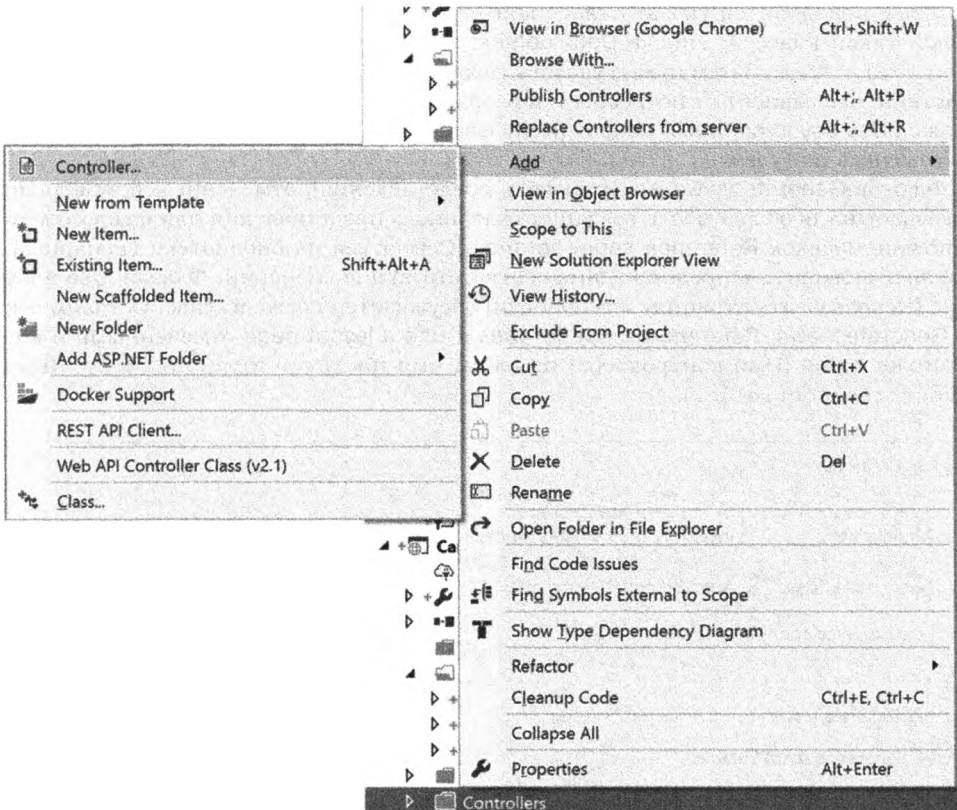 View in Browser (Google Chrome) Ctrl+Shift+W
Browse With...
Publish Controllers Alt+;, Alt+P
Replace Controllers from server Alt+;, Alt+R
Add
View in Object Browser
Scope to This
New Solution Explorer View
View History...
Exclude From Project
Cut Ctrl+X
Copy Ctrl+C
Paste Ctrl+V
Delete Del
Rename
Open Folder in File Explorer
Find Code Issues
Find Symbols External to Scope
Show Type Dependency Diagram
Refactor
Cleanup Code Ctrl+E, Ctrl+C
Collapse All
Properties Alt+Enter
Controller...
New from Template
New Item...
Existing Item... Shift+Alt+A
New Scaffolded Item...
New Folder
Add ASP.NET Folder
Docker Support
REST API Client...
Web API Controller Class (v2.1)
Class...
Ca
Controllers